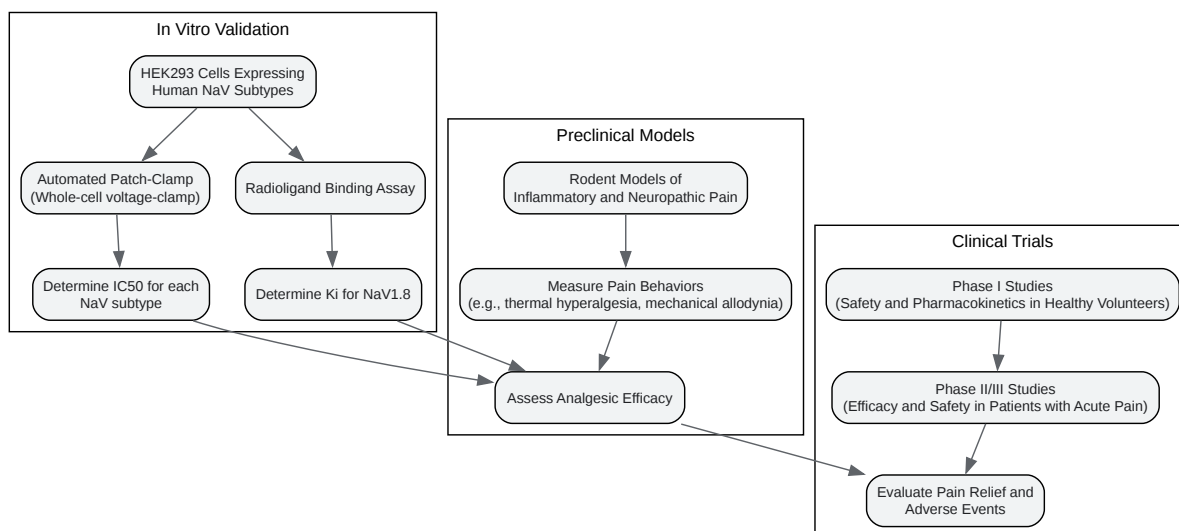 In Vitro Validation
HEK293 Cells Expressing
Human NaV Subtypes
Automated Patch-Clamp
(Whole-cell voltage-clamp)
Radioligand Binding Assay
Determine IC50 for each
NaV subtype
Determine Ki for NaV1.8
Preclinical Models
Rodent Models of
Inflammatory and Neuropathic Pain
Measure Pain Behaviors
(e.g., thermal hyperalgesia, mechanical allodynia)
Assess Analgesic Efficacy
Clinical Trials
Phase I Studies
(Safety and Pharmacokinetics in Healthy Volunteers)
Phase II/III Studies
(Efficacy and Safety in Patients with Acute Pain)
Evaluate Pain Relief and
Adverse Events